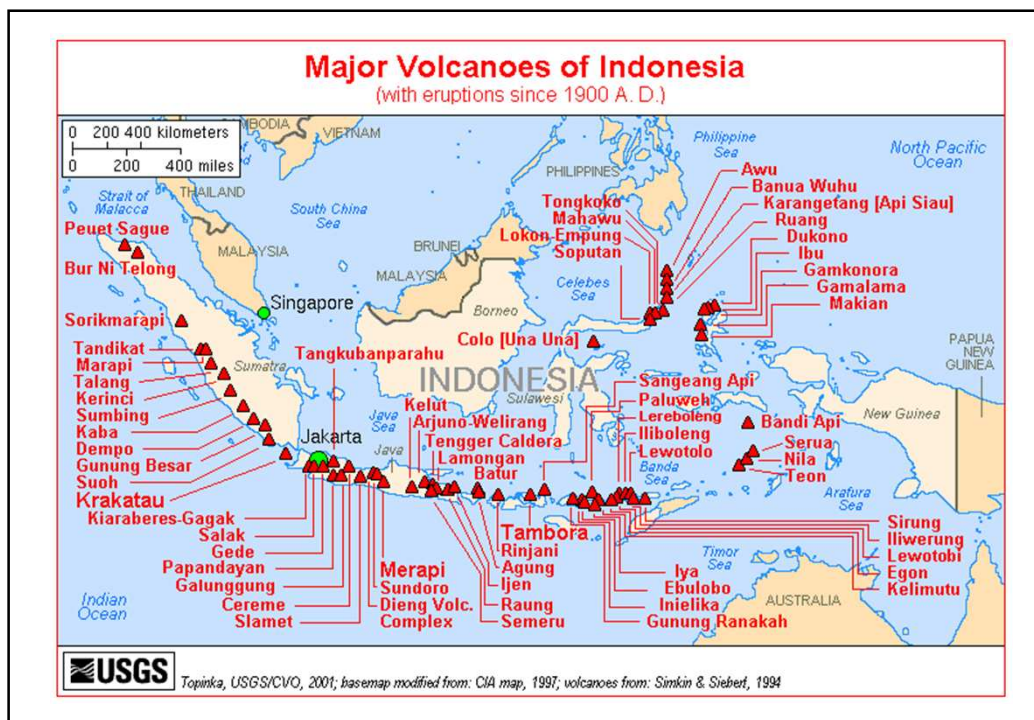 Major Volcanoes of Indonesia
(with eruptions since 1900 A. D.)
0 200 400 kilometers
0 200 400 miles
CAMBODIA
VIETNAM
THAILAND
Strait of
Malacca
South China
Sea
PHILIPPINES
Philippine
Sea
North Pacific
Ocean
MALAYSIA
BRUNEI
MALAYSIA
Celebes
Sea
Borneo
Singapore
Peuet Sague
Bur Ni Telong
Sorikmarapi
Tandikat
Marapi
Talang
Kerinci
Sumbing
Kaba
Dempo
Gunung Besar
Suoh
Krakatau
Kiaraberes-Gagak
Salak
Gede
Papandayan
Galunggung
Cereme
Slamet
Sumatra
Tangkubanparahu
Jakarta
Java
Sea
Java
INDONESIA
Sulawesi
Tongkoko
Mahawu
Lokon Empung
Soputan
Colo [Una Una]
Awu
Banua Wuhu
Karangetang [Api Siau]
Ruang
Dukono
Ibu
Gamkonora
Gamalama
Makian
PAPUA
NEW
GUINEA
New Guinea
Kelut
Arjuno-Welirang
Tengger Caldera
Lamongan
Batur
Sangeang Api
Paluweh
Lereboleng
Iliboleng
Lewotolo
Banda
Sea
Bandi Api
Serua
Nila
Teon
Arafura
Sea
Merapi
Sundoro
Dieng Volc.
Complex
Tambora
Rinjani
Agung
Ijen
Raung
Semeru
Iya
Ebulobo
Inielika
Gunung Ranakah
Sirung
Iliwerung
Lewotobi
Egon
Kelimutu
Timor
Sea
AUSTRALIA
Indian
Ocean
USGS
Topinka, USGS/CVO, 2001; basemap modified from: CIA map, 1997; volcanoes from: Simkin & Siebert, 1994